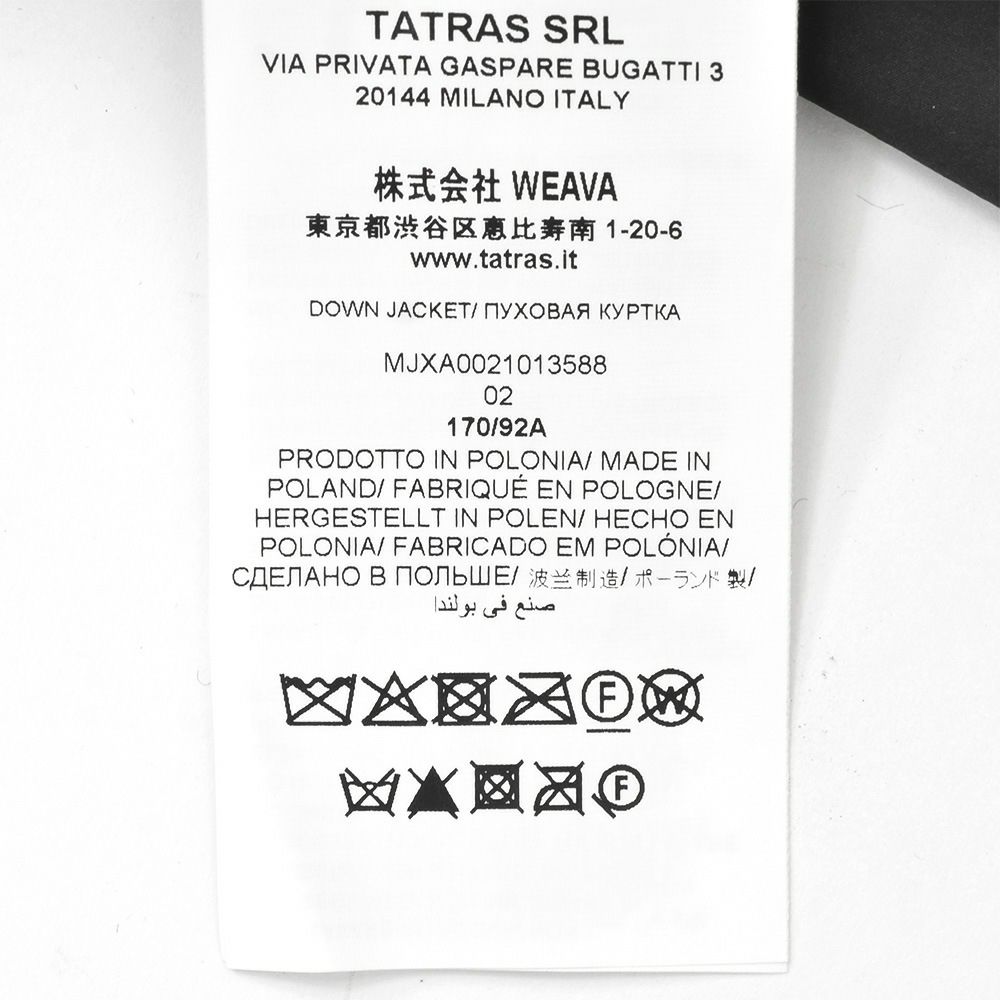 TATRAS SRL
VIA PRIVATA GASPARE BUGATTI 3
20144 MILANO ITALY
株式会社 WEAVA
東京都渋谷区恵比寿南 1-20-6
www.tatras.it
DOWN JACKET/ ПУХОВАЯ КУРТКА
MJXA0021013588
02
170/92A
PRODOTTO IN POLONIA/ MADE IN
POLAND/ FABRIQUÉ EN POLOGNE/
HERGESTELLT IN POLEN/ HECHO EN
POLONIA/ FABRICADO EM POLÓNIA/
СДЕЛАНО В ПОЛЬШЕ/ 波兰制造/ ポーランド製/
صنع في بولندا
F W
F